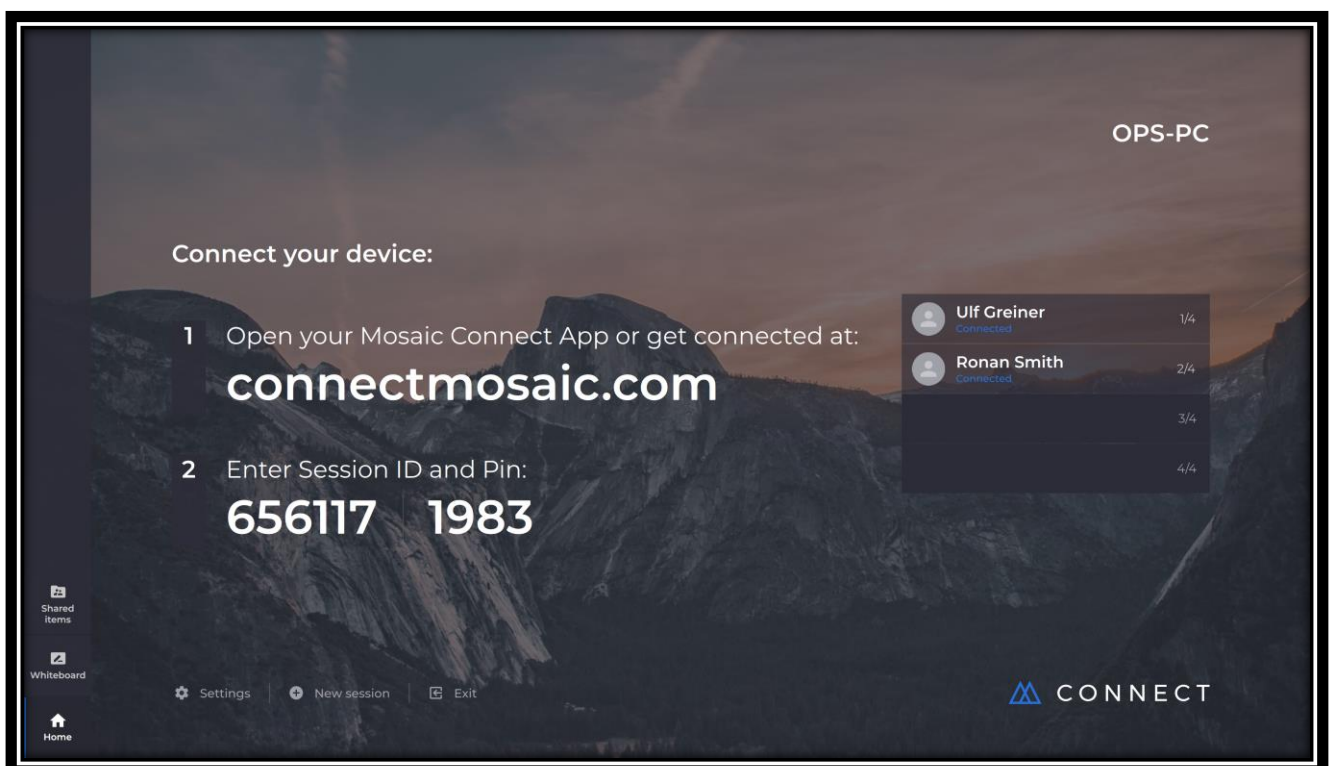 OPS-PC
Connect your device:
1 Open your Mosaic Connect App or get connected at:
connectmosaic.com
2 Enter Session ID and Pin:
656117 1983
Ulf Greiner
Connected
1/4
Ronan Smith
Connected
2/4
3/4
4/4
Shared
items
Whiteboard
Home
Settings
New session
Exit
CONNECT